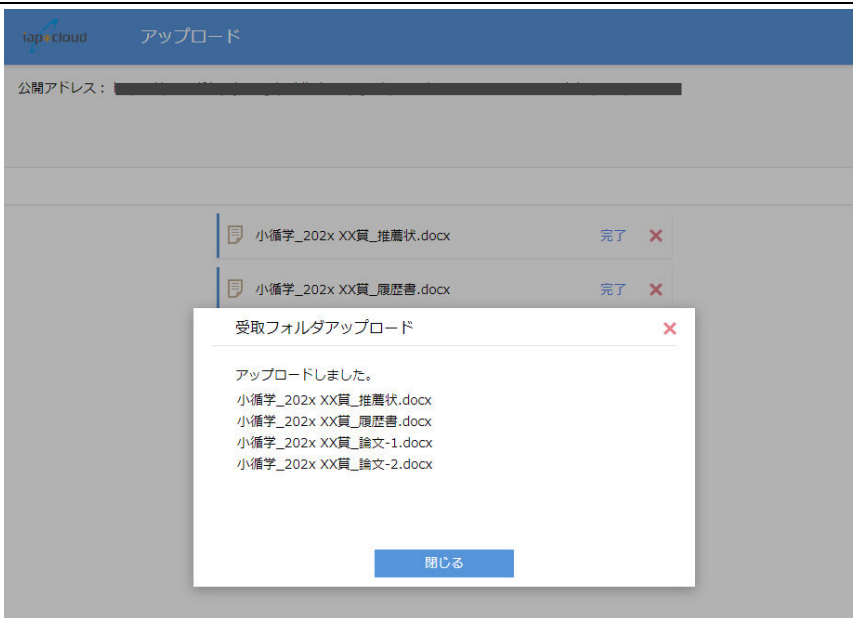 アップロード
公開アドレス：
小循学_202x XX賞_推薦状.docx 完了
小循学_202x XX賞_履歴書.docx 完了
受取フォルダアップロード
アップロードしました。
小循学_202x XX賞_推薦状.docx
小循学_202x XX賞_履歴書.docx
小循学_202x XX賞_論文-1.docx
小循学_202x XX賞_論文-2.docx
閉じる